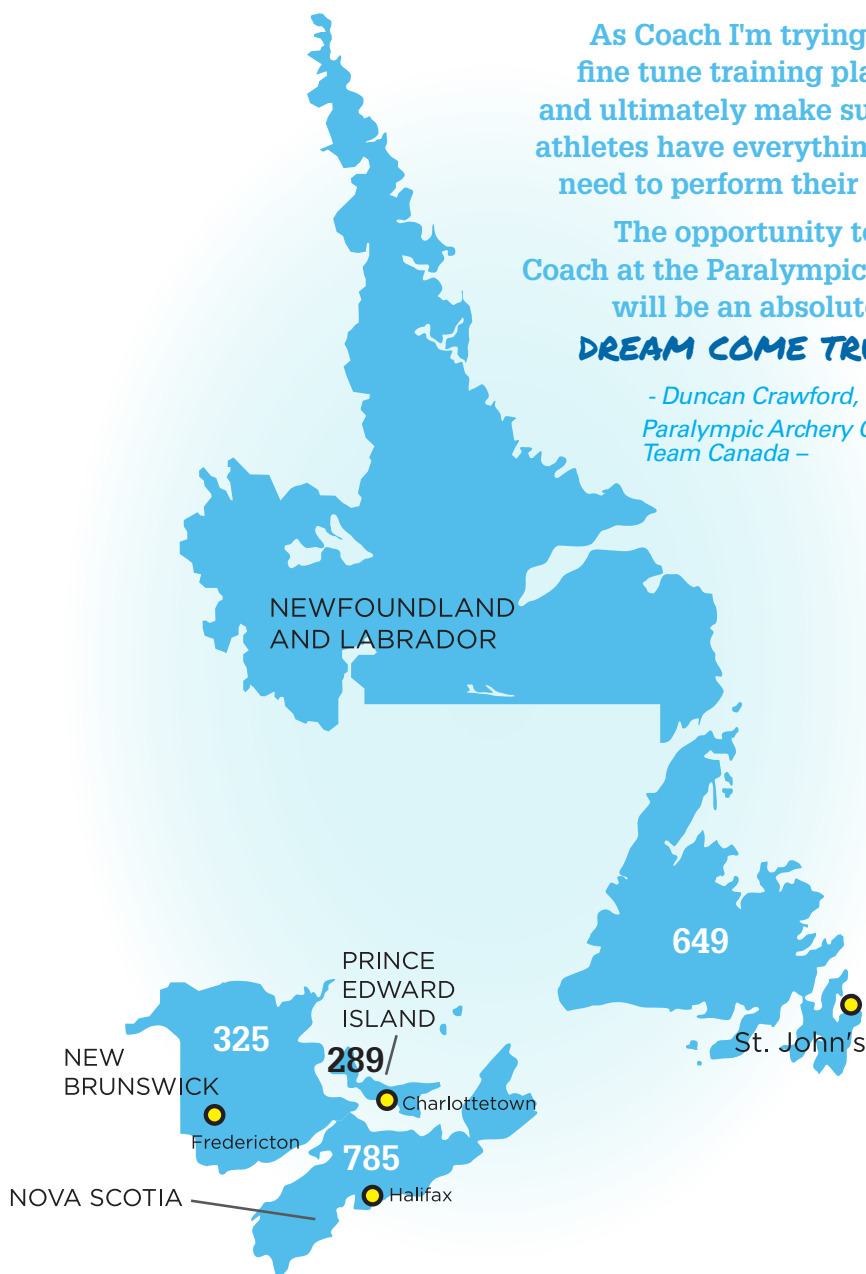 As Coach I'm trying
fine tune training pla
and ultimately make su
athletes have everythin
need to perform their
The opportunity to
Coach at the Paralympic
will be an absolut
DREAM COME TRU
- Duncan Crawford,
Paralympic Archery C
Team Canada –
NEWFOUNDLAND
AND LABRADOR
649
St. John's
PRINCE
EDWARD
ISLAND
325
289
NEW
BRUNSWICK
Charlottetown
Fredericton
785
NOVA SCOTIA
Halifax